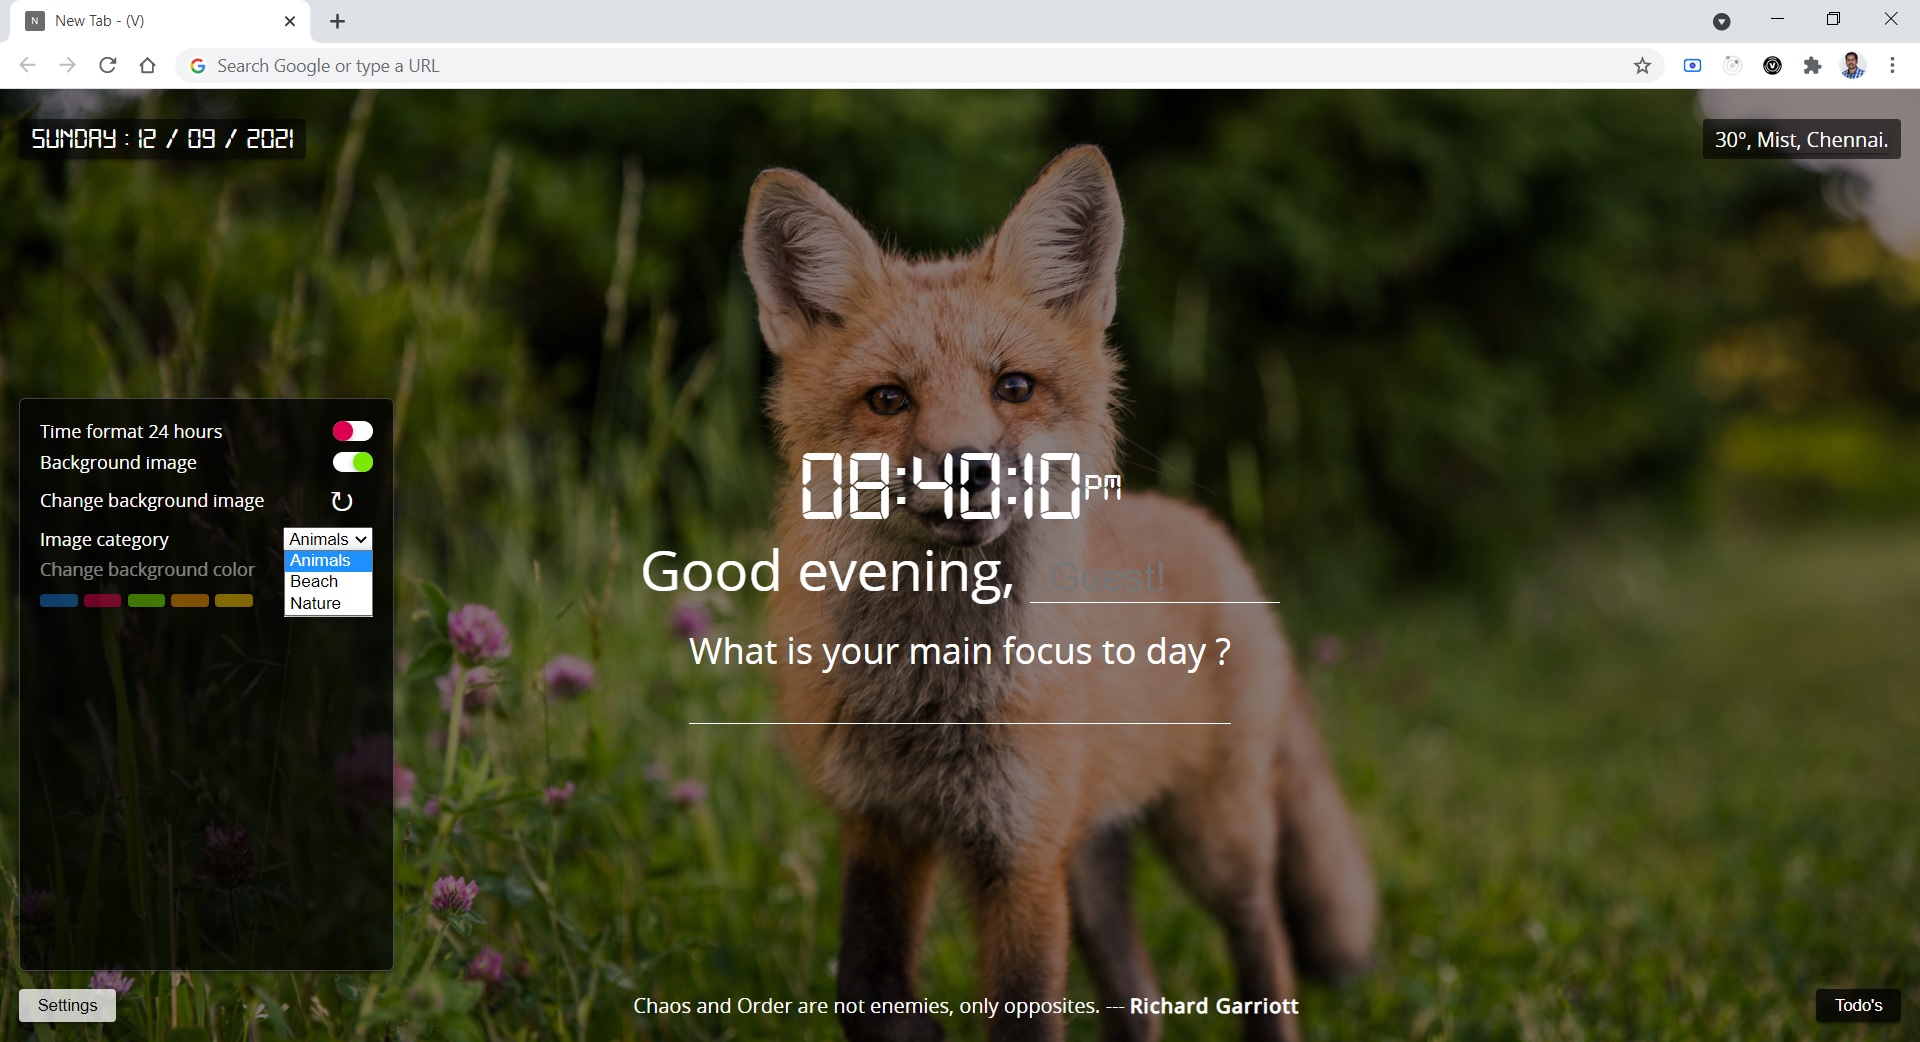 N New Tab - (V)
Search Google or type a URL
SUNDAY : 12 / 09 / 2021
30°, Mist, Chennai.
Time format 24 hours
Background image
Change background image
Image category
Animals
Animals
Beach
Nature
Change background color
08:40:10 PM
Good evening, Guest!
What is your main focus to day ?
Settings
Chaos and Order are not enemies, only opposites. --- Richard Garriott
Todo's